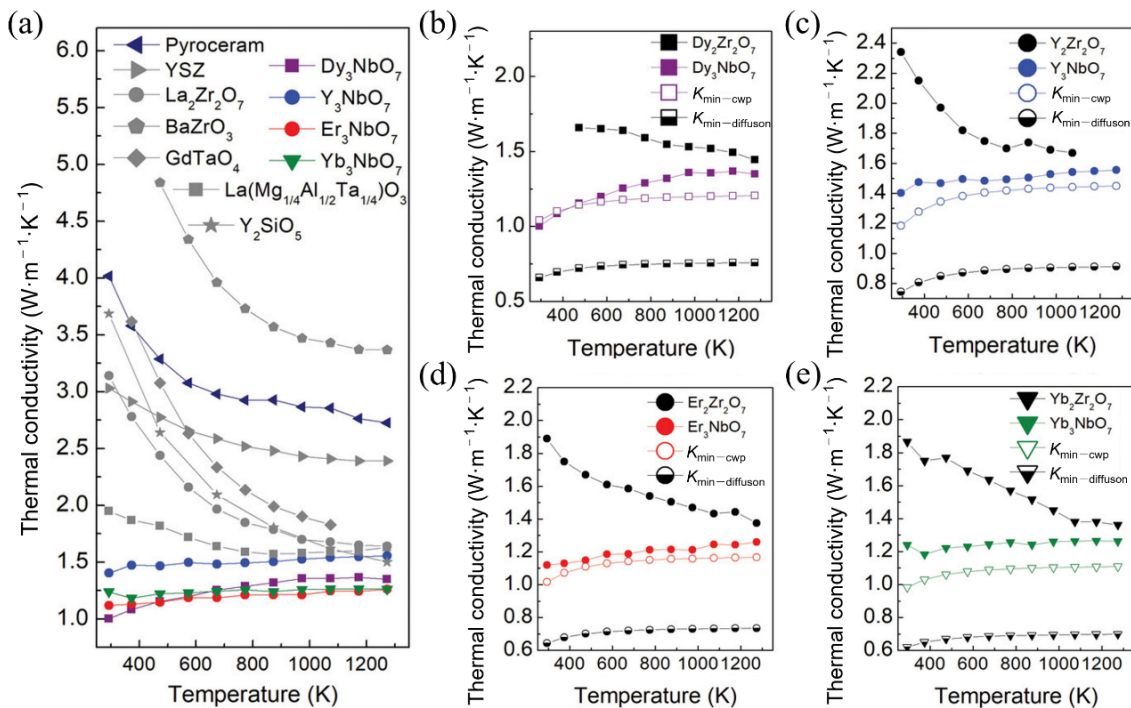 (a)
Thermal conductivity (W·m⁻¹·K⁻¹)
6.0
5.5
5.0
4.5
4.0
3.5
3.0
2.5
2.0
1.5
1.0
Pyroceram
YSZ
La₂Zr₂O₇
BaZrO₃
GdTaO₄
La(Mg₁/₄Al₁/₂Ta₁/₄)O₃
Y₂SiO₅
Dy₃NbO₇
Y₃NbO₇
Er₃NbO₇
Yb₃NbO₇
400 600 800 1000 1200
Temperature (K)
(b)
Thermal conductivity (W·m⁻¹·K⁻¹)
2.5
2.0
1.5
1.0
0.5
Dy₂Zr₂O₇
Dy₃NbO₇
Kmin−cwp
Kmin−diffuson
400 600 800 1000 1200
Temperature (K)
(c)
Thermal conductivity (W·m⁻¹·K⁻¹)
2.4
2.2
2.0
1.8
1.6
1.4
1.2
1.0
0.8
Y₂Zr₂O₇
Y₃NbO₇
Kmin−cwp
Kmin−diffuson
400 600 800 1000 1200
Temperature (K)
(d)
Thermal conductivity (W·m⁻¹·K⁻¹)
2.2
2.0
1.8
1.6
1.4
1.2
1.0
0.8
0.6
Er₂Zr₂O₇
Er₃NbO₇
Kmin−cwp
Kmin−diffuson
400 600 800 1000 1200
Temperature (K)
(e)
Thermal conductivity (W·m⁻¹·K⁻¹)
2.2
2.0
1.8
1.6
1.4
1.2
1.0
0.8
0.6
Yb₂Zr₂O₇
Yb₃NbO₇
Kmin−cwp
Kmin−diffuson
400 600 800 1000 1200
Temperature (K)